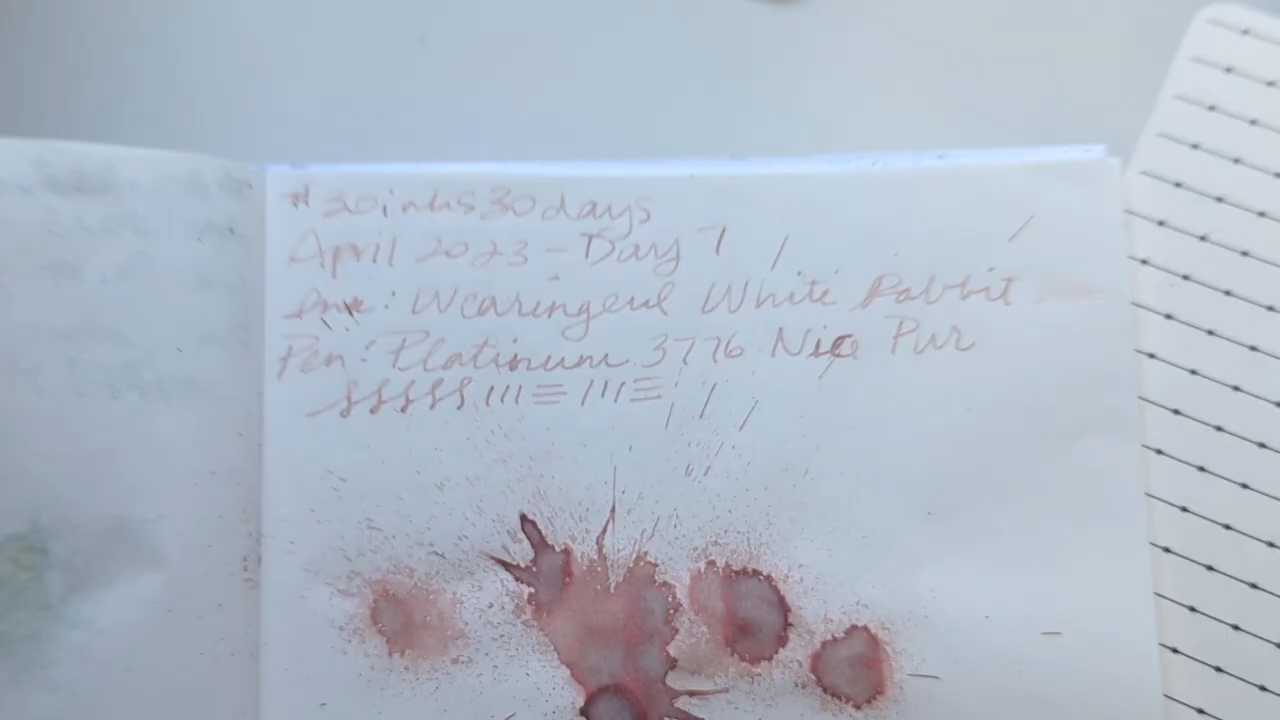 #30inks30days
April 2023 - Day 7
Ink: Wearingeul White Rabbit
Pen: Platinum 3776 Nice Pur